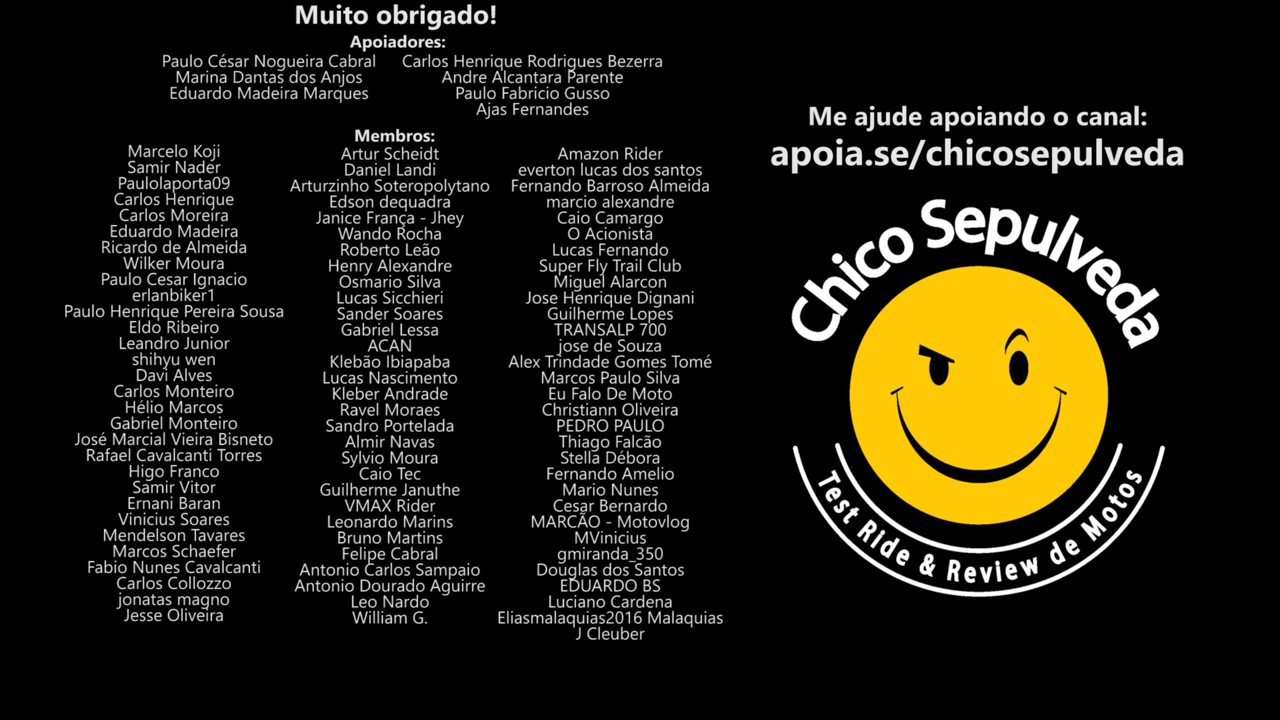 Muito obrigado!
Apoiadores:
Paulo César Nogueira Cabral
Marina Dantas dos Anjos
Eduardo Madeira Marques
Carlos Henrique Rodrigues Bezerra
Andre Alcantara Parente
Paulo Fabricio Gusso
Ajas Fernandes
Membros:
Marcelo Koji
Samir Nader
Paulolaporta09
Carlos Henrique
Carlos Moreira
Eduardo Madeira
Ricardo de Almeida
Wilker Moura
Paulo Cesar Ignacio
erlanbiker1
Paulo Henrique Pereira Sousa
Eldo Ribeiro
Leandro Junior
shihyu wen
Davi Alves
Carlos Monteiro
Hélio Marcos
Gabriel Monteiro
José Marcial Vieira Bisneto
Rafael Cavalcanti Torres
Higo Franco
Samir Vitor
Ernani Baran
Vinicius Soares
Mendelson Tavares
Marcos Schaefer
Fabio Nunes Cavalcanti
Carlos Collozzo
jonatas magno
Jesse Oliveira
Artur Scheidt
Daniel Landi
Arturzinho Soteropolytano
Edson dequadra
Janice França - Jhey
Wando Rocha
Roberto Leão
Henry Alexandre
Osmario Silva
Lucas Sicchieri
Sander Soares
Gabriel Lessa
ACAN
Klebão Ibiapaba
Lucas Nascimento
Kleber Andrade
Ravel Moraes
Sandro Portelada
Almir Navas
Sylvio Moura
Caio Tec
Guilherme Januthe
VMAX Rider
Leonardo Marins
Bruno Martins
Felipe Cabral
Antonio Carlos Sampaio
Antonio Dourado Aguirre
Leo Nardo
William G.
Amazon Rider
everton lucas dos santos
Fernando Barroso Almeida
marcio alexandre
Caio Camargo
O Acionista
Lucas Fernando
Super Fly Trail Club
Miguel Alarcon
Jose Henrique Dignani
Guilherme Lopes
TRANSALP 700
jose de Souza
Alex Trindade Gomes Tomé
Marcos Paulo Silva
Eu Falo De Moto
Christiann Oliveira
PEDRO PAULO
Thiago Falcão
Stella Débora
Fernando Amelio
Mario Nunes
Cesar Bernardo
MARCÃO - Motovlog
MVinicius
gmiranda_350
Douglas dos Santos
EDUARDO BS
Luciano Cardena
Eliasmalaquias2016 Malaquias
J Cleuber
Me ajude apoiando o canal:
apoia.se/chicosepulveda
Chico Sepulveda
Test Ride & Review de Motos